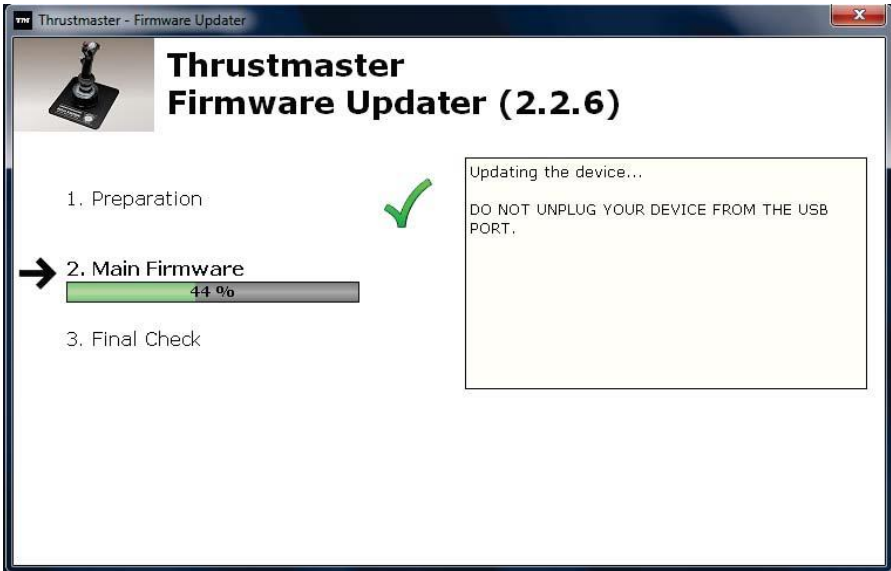 Thrustmaster - Firmware Updater
Thrustmaster
Firmware Updater (2.2.6)
1. Preparation
2. Main Firmware
44 %
3. Final Check
Updating the device...
DO NOT UNPLUG YOUR DEVICE FROM THE USB
PORT.